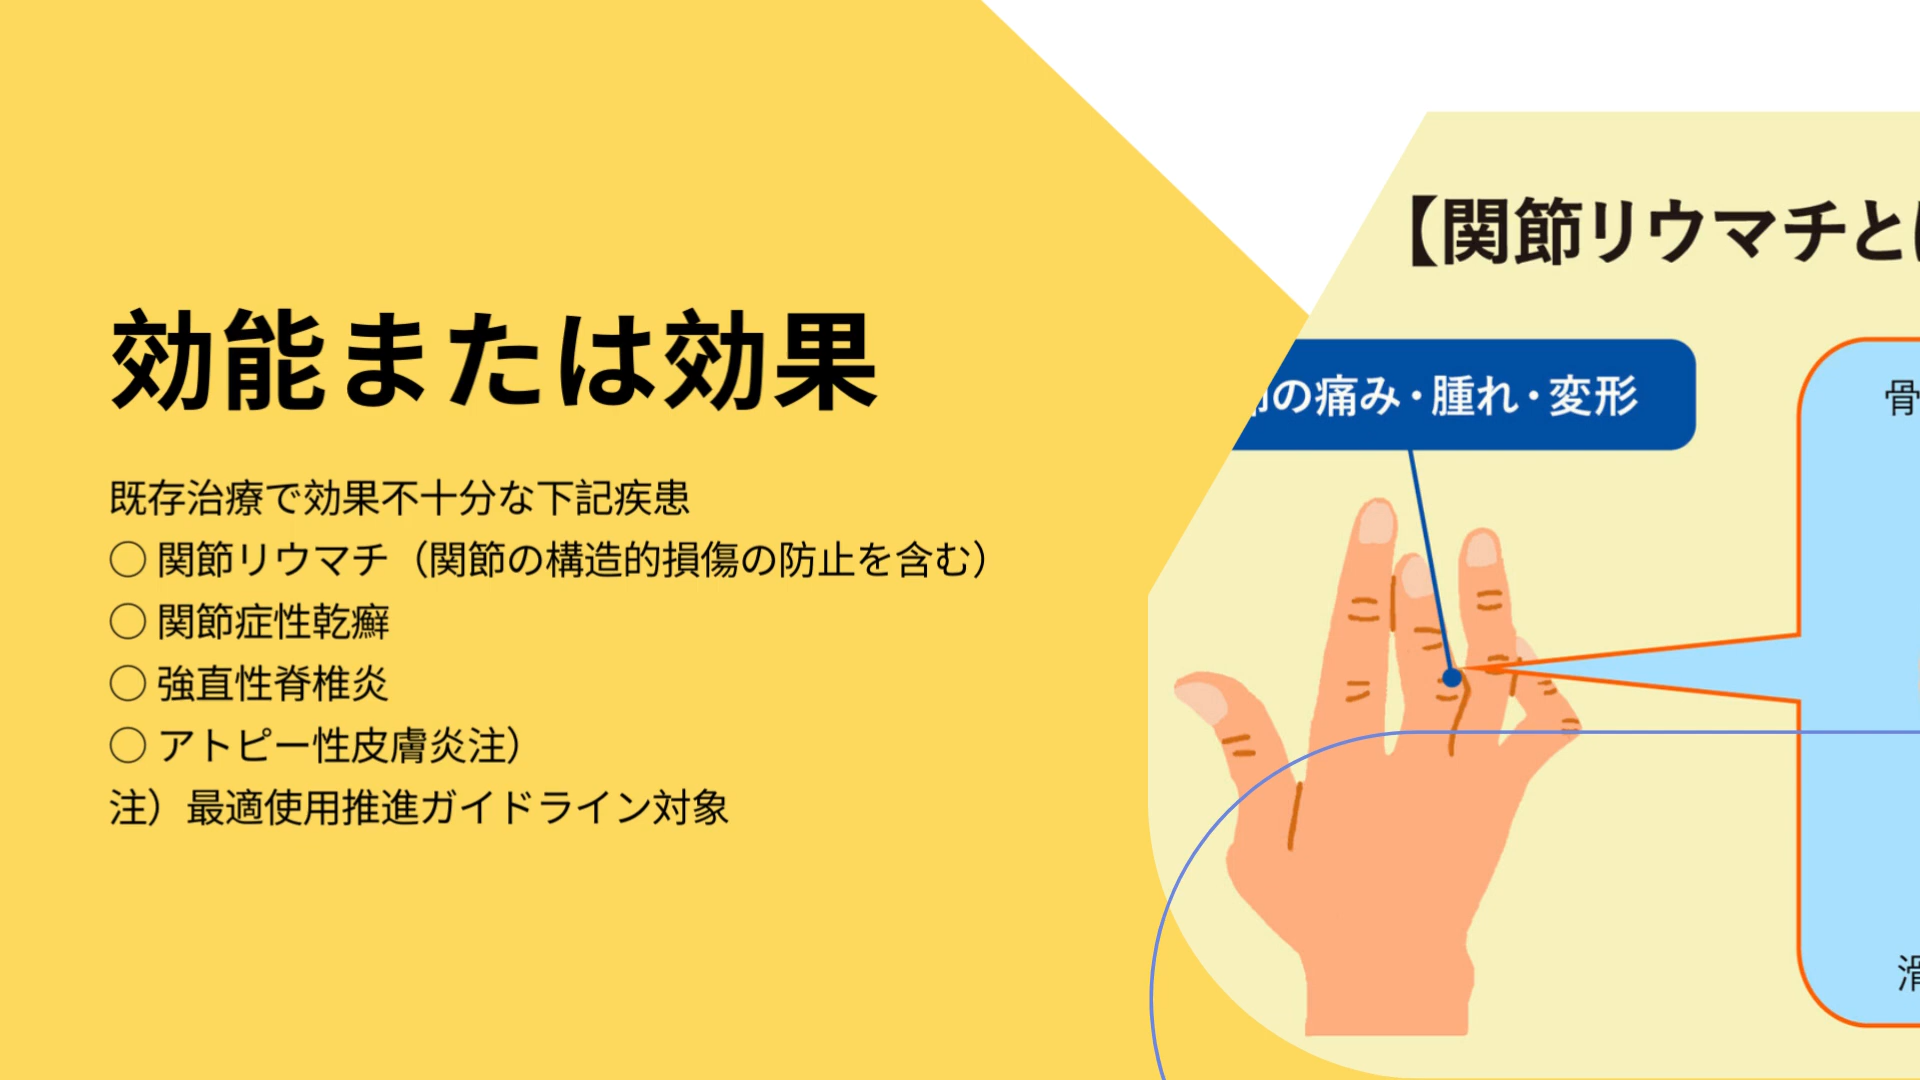 効能または効果
既存治療で効果不十分な下記疾患
○ 関節リウマチ（関節の構造的損傷の防止を含む）
○ 関節症性乾癬
○ 強直性脊椎炎
○ アトピー性皮膚炎注）
注）最適使用推進ガイドライン対象
【関節リウマチと
の痛み・腫れ・変形
骨